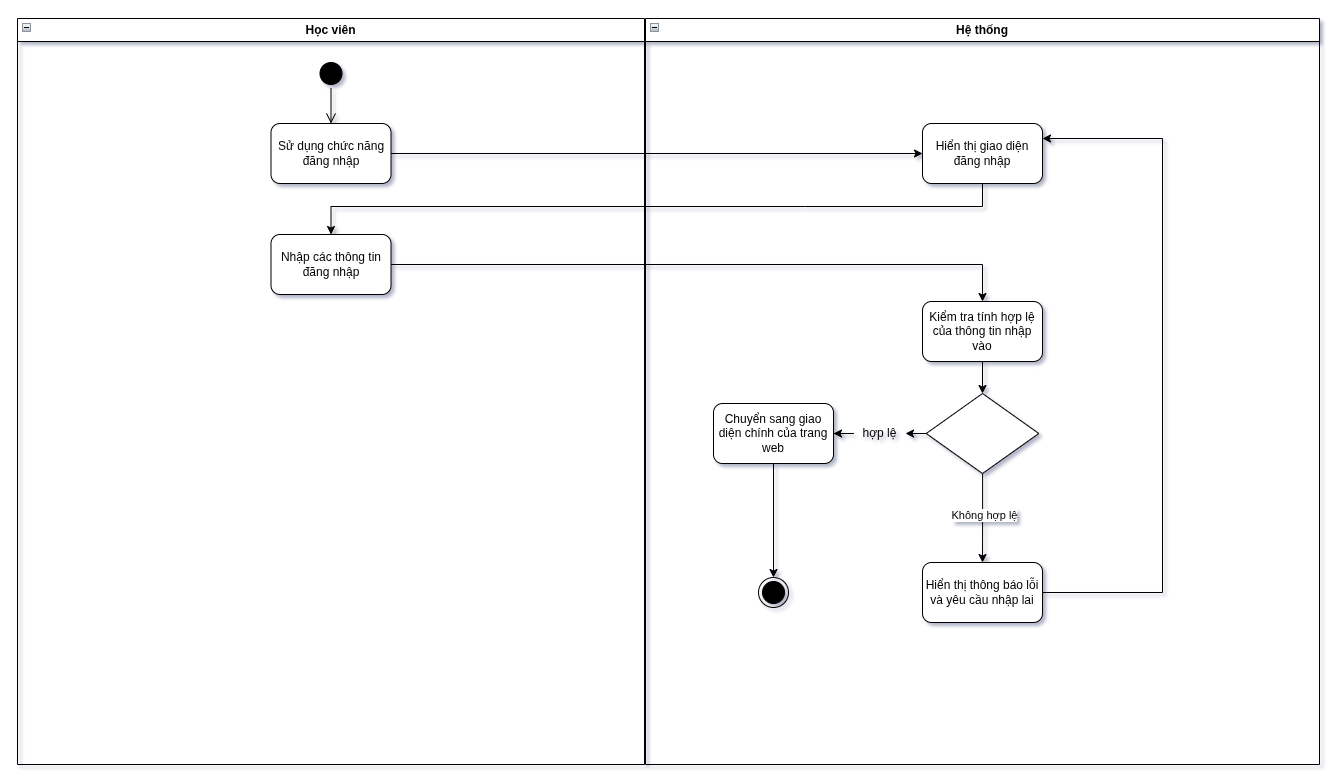 Học viên
Hệ thống
Sử dụng chức năng
đăng nhập
Hiển thị giao diện
đăng nhập
Nhập các thông tin
đăng nhập
Kiểm tra tính hợp lệ
của thông tin nhập
vào
Chuyển sang giao
diện chính của trang
web
hợp lệ
Không hợp lệ
Hiển thị thông báo lỗi
và yêu cầu nhập lai